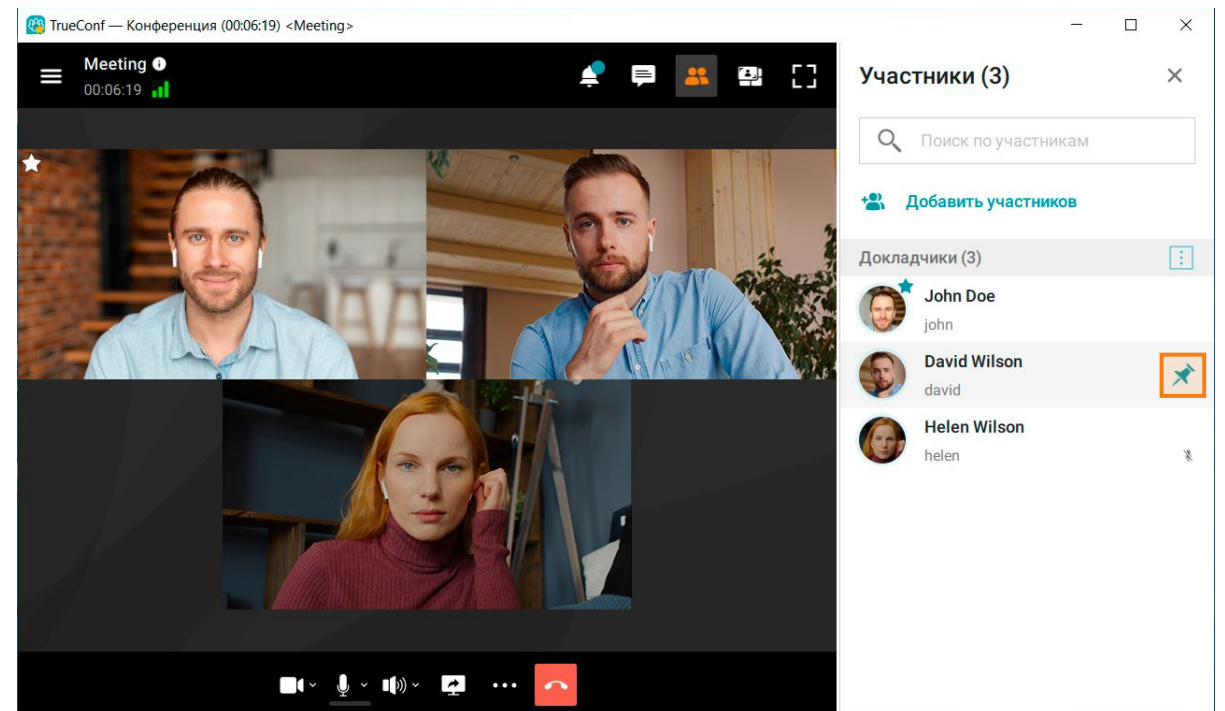 TrueConf — Конференция (00:06:19) <Meeting>
Meeting
00:06:19
Участники (3)
Поиск по участникам
Добавить участников
Докладчики (3)
John Doe
john
David Wilson
david
Helen Wilson
helen